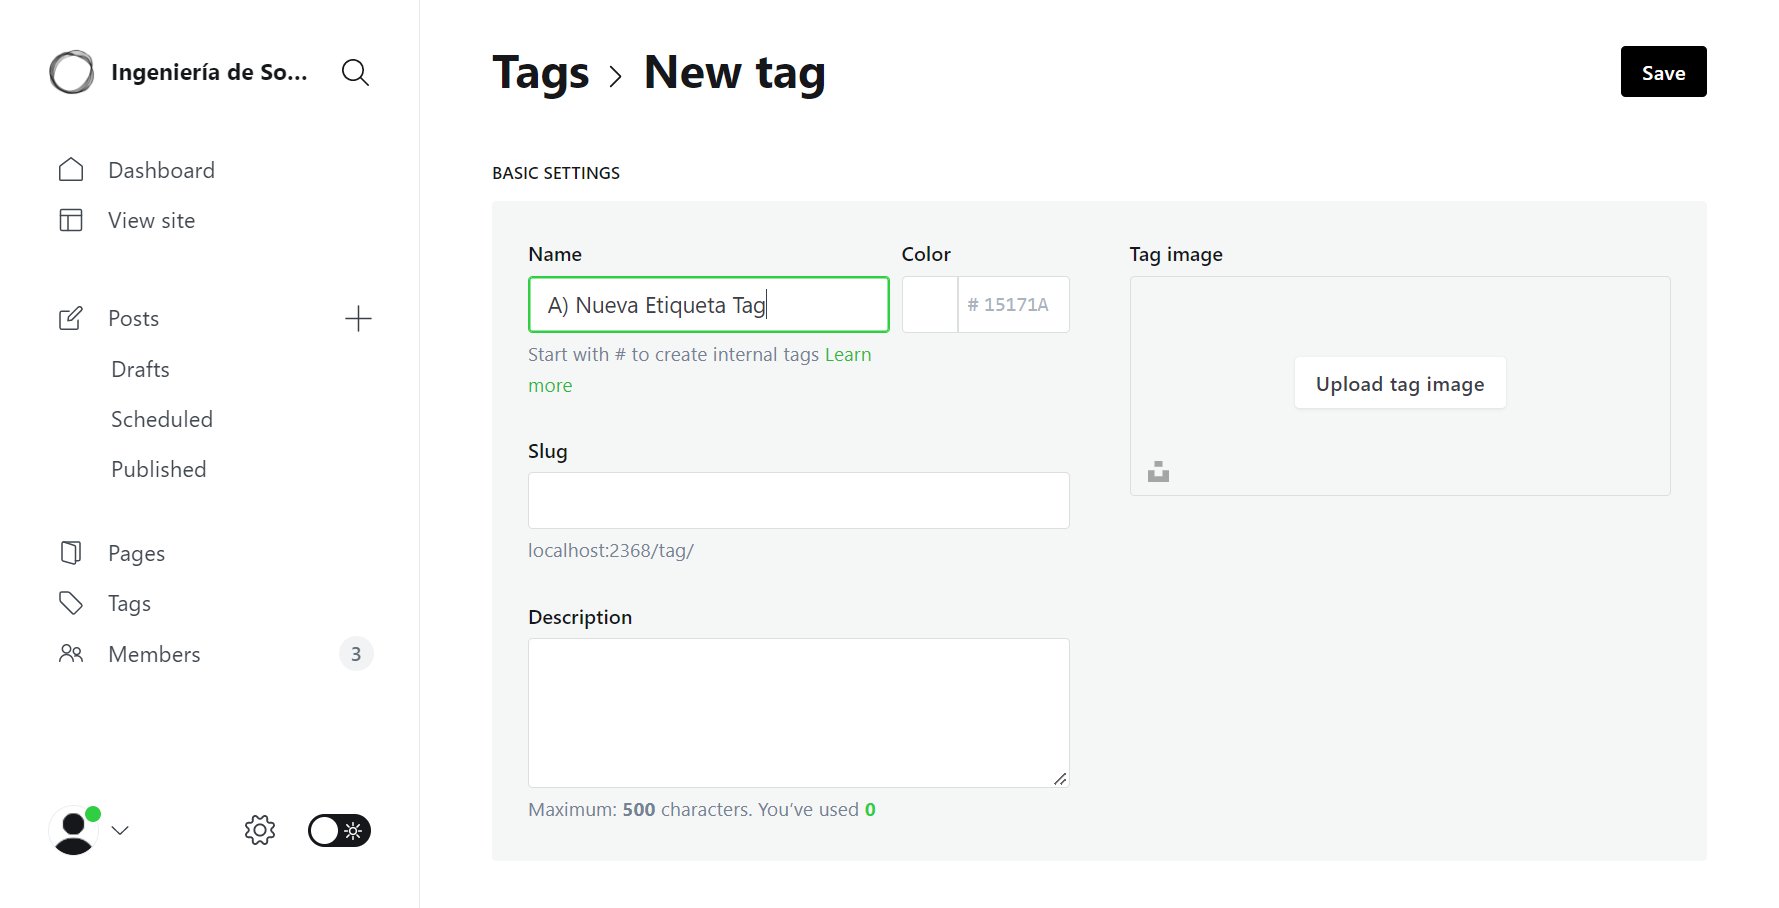 Ingeniería de So...
Dashboard
View site
Posts
Drafts
Scheduled
Published
Pages
Tags
Members
3
Tags > New tag
Save
BASIC SETTINGS
Name
Color
A) Nueva Etiqueta Tag
# 15171A
Start with # to create internal tags Learn
more
Slug
localhost:2368/tag/
Description
Maximum: 500 characters. You’ve used 0
Tag image
Upload tag image